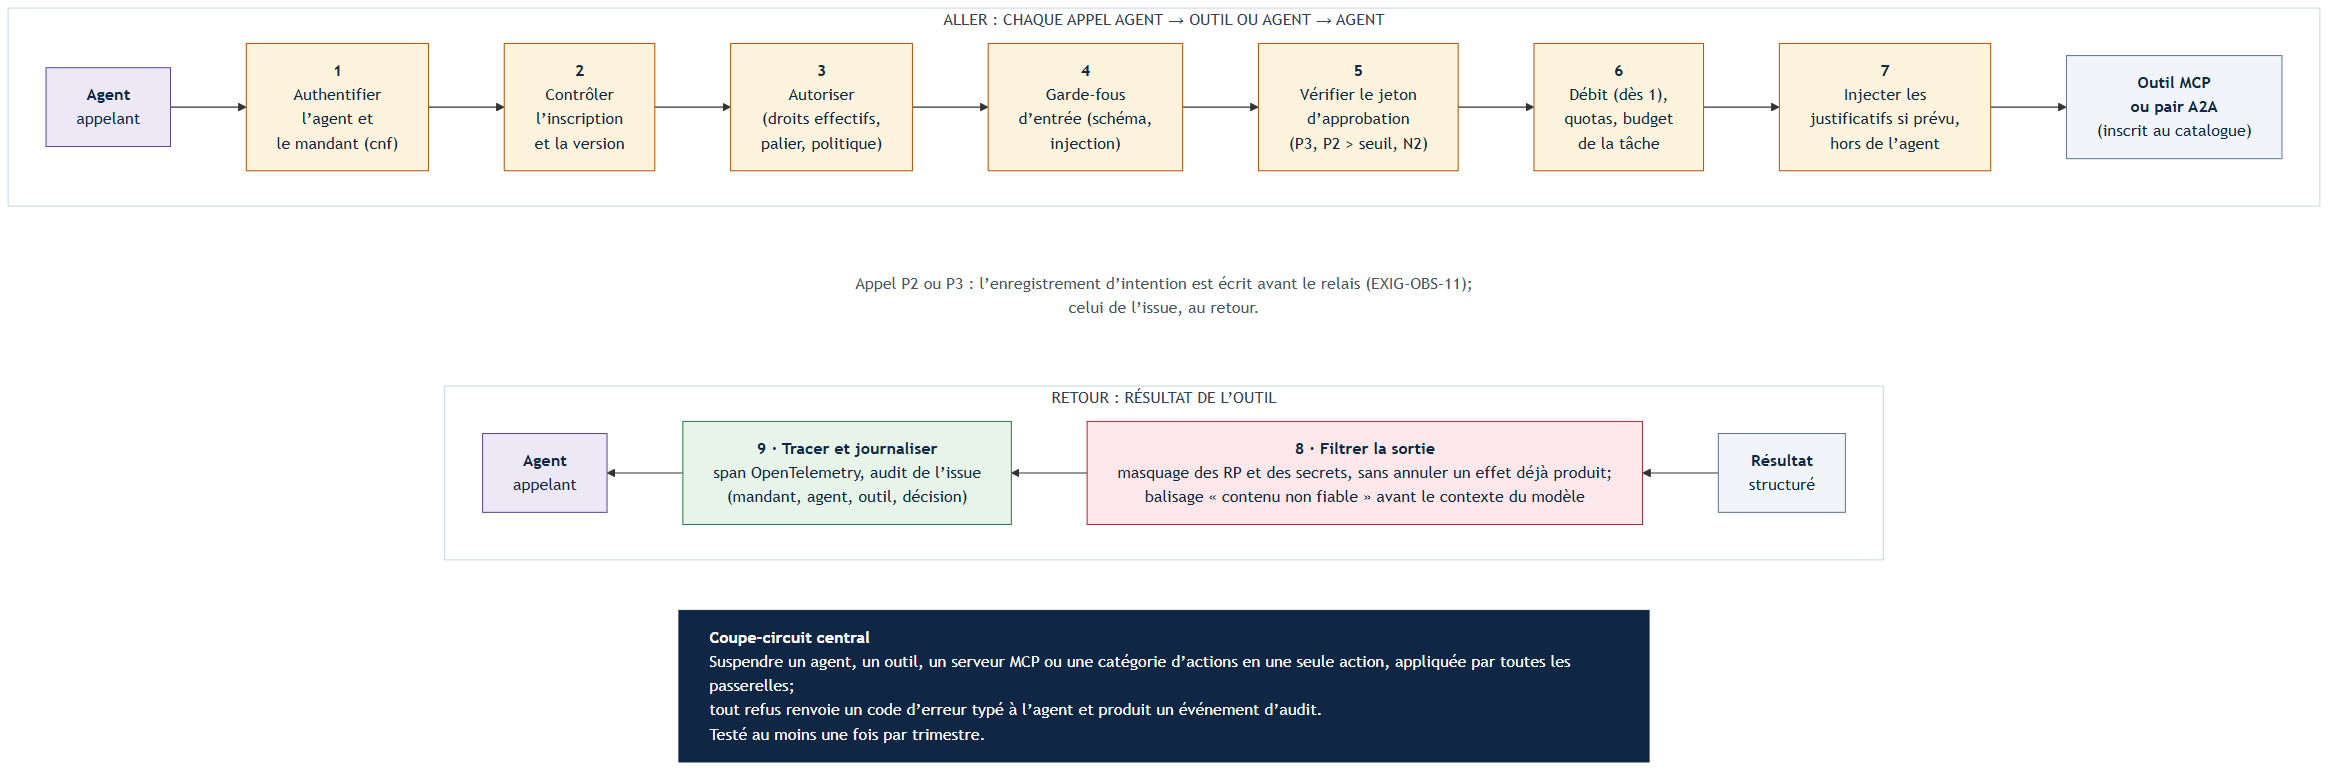 ALLER : CHAQUE APPEL AGENT → OUTIL OU AGENT → AGENT
Agent
appelant
1
Authentifier
l’agent et
le mandant (cnf)
2
Contrôler
l’inscription
et la version
3
Autoriser
(droits effectifs,
palier, politique)
4
Garde-fous
d’entrée (schéma,
injection)
5
Vérifier le jeton
d’approbation
(P3, P2 > seuil, N2)
6
Débit (dès 1),
quotas, budget
de la tâche
7
Injecter les
justificatifs si prévu,
hors de l’agent
Outil MCP
ou pair A2A
(inscrit au catalogue)
Appel P2 ou P3 : l’enregistrement d’intention est écrit avant le relais (EXIG-OBS-11);
celui de l’issue, au retour.
RETOUR : RÉSULTAT DE L’OUTIL
Agent
appelant
9 · Tracer et journaliser
span OpenTelemetry, audit de l’issue
(mandant, agent, outil, décision)
8 · Filtrer la sortie
masquage des RP et des secrets, sans annuler un effet déjà produit;
balisage « contenu non fiable » avant le contexte du modèle
Résultat
structuré
Coupe-circuit central
Suspendre un agent, un outil, un serveur MCP ou une catégorie d’actions en une seule action, appliquée par toutes les
passerelles;
tout refus renvoie un code d’erreur typé à l’agent et produit un événement d’audit.
Testé au moins une fois par trimestre.